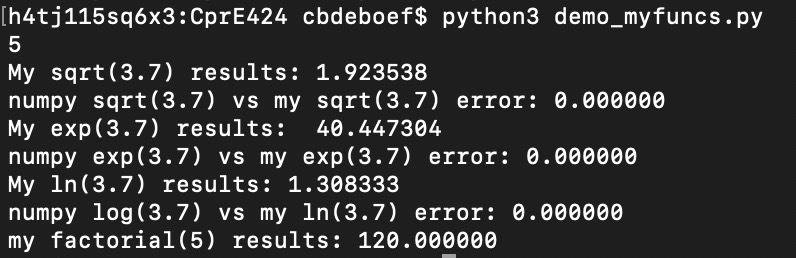 [h4tj115sq6x3:CprE424 cbdeboef$ python3 demo_myfuncs.py
5
My sqrt(3.7) results: 1.923538
numpy sqrt(3.7) vs my sqrt(3.7) error: 0.000000
My exp(3.7) results:  40.447304
numpy exp(3.7) vs my exp(3.7) error: 0.000000
My ln(3.7) results: 1.308333
numpy log(3.7) vs my ln(3.7) error: 0.000000
my factorial(5) results: 120.000000